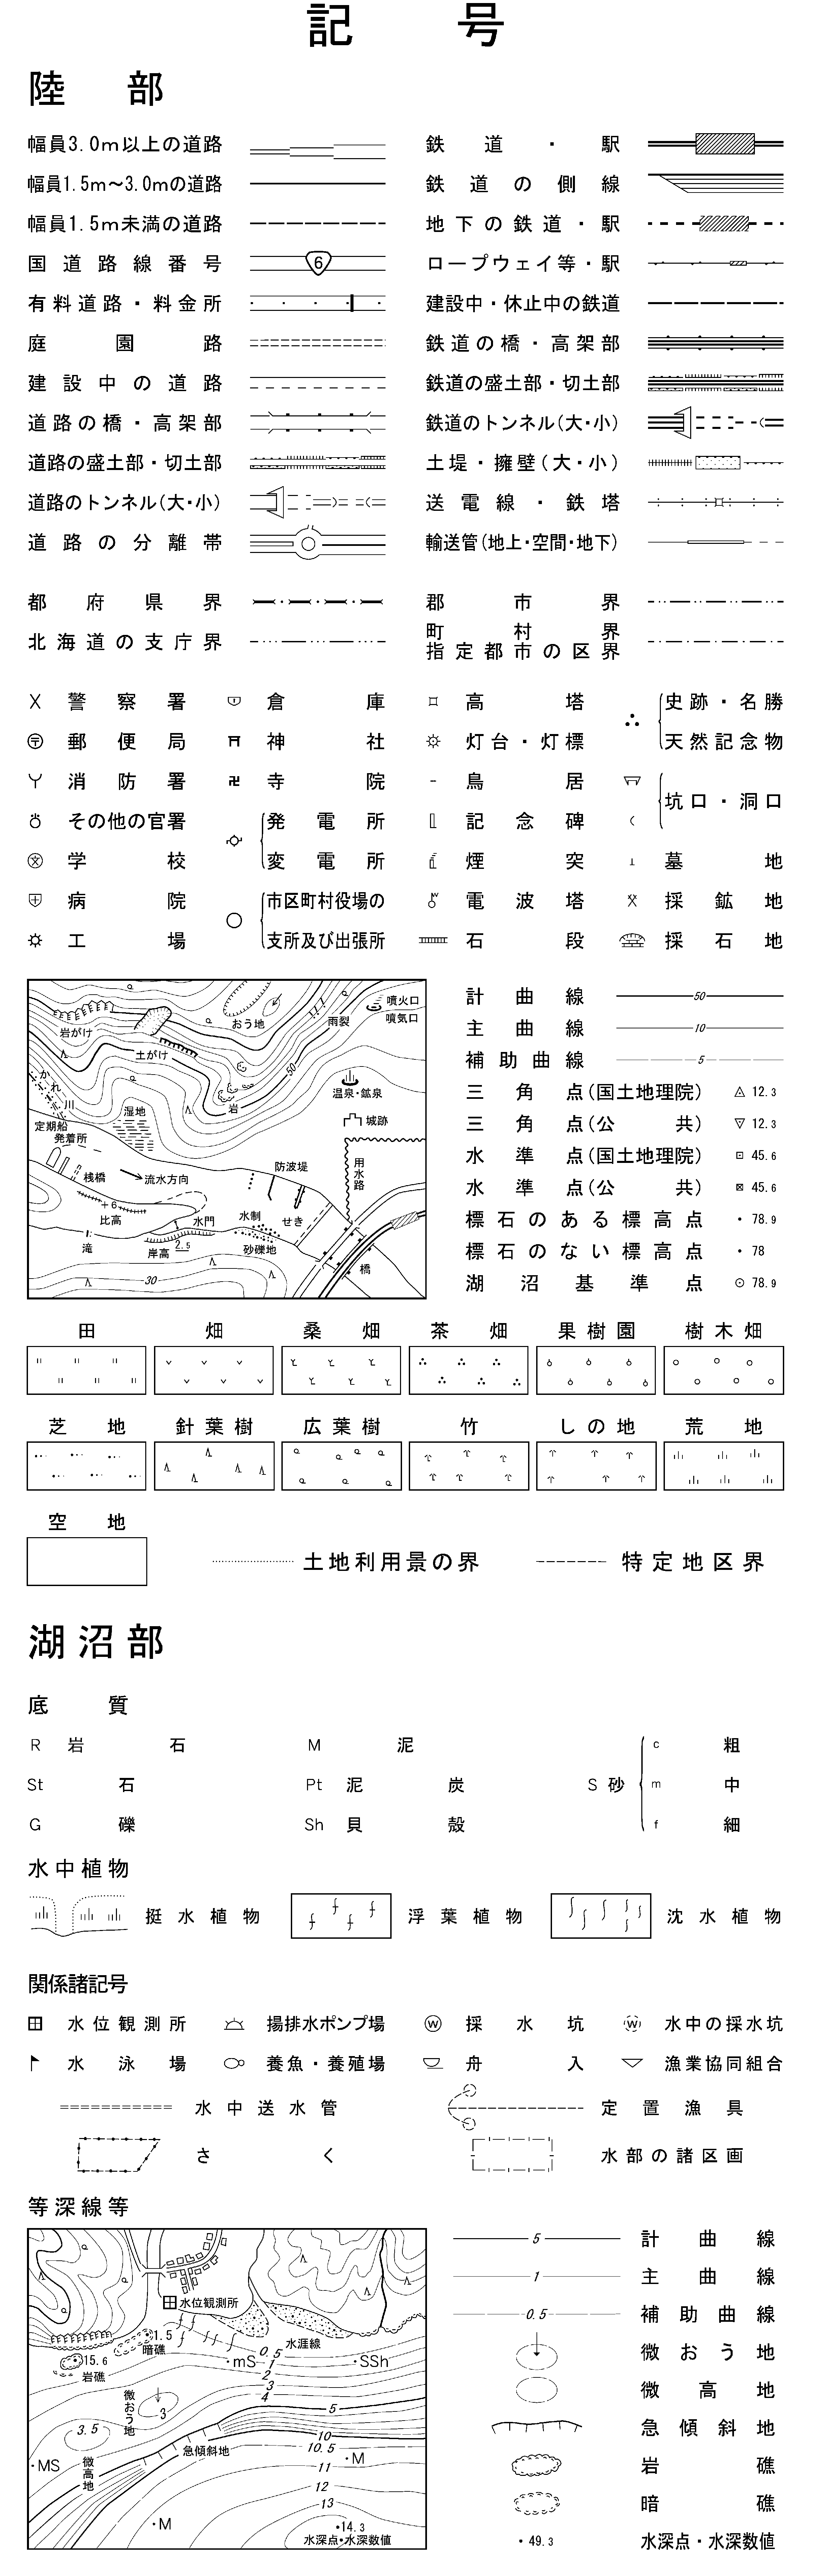 記号
陸部
幅員3.0m以上の道路
鉄道・駅
幅員1.5m～3.0mの道路
鉄道の側線
幅員1.5m未満の道路
地下の鉄道・駅
国道路線番号 6
ロープウェイ等・駅
有料道路・料金所
建設中・休止中の鉄道
庭園路
鉄道の橋・高架部
建設中の道路
鉄道の盛土部・切土部
道路の橋・高架部
鉄道のトンネル(大・小)
道路の盛土部・切土部
土堤・擁壁(大・小)
道路のトンネル(大・小)
送電線・鉄塔
道路の分離帯
輸送管(地上・空間・地下)
都府県界
郡市界
北海道の支庁界
町村界
指定都市の区界
警察署
倉庫
高塔
史跡・名勝
郵便局
神社
灯台・灯標
天然記念物
消防署
寺院
鳥居
坑口・洞口
その他の官署
発電所
記念碑
学校
変電所
煙突
墓地
病院
市区町村役場の
電波塔
採鉱地
工場
支所及び出張所
石段
採石地
噴火口
噴気口
おう地
雨裂
岩がけ
土がけ
50
かれ川
湿地
岩
温泉・鉱泉
城跡
定期船
発着所
桟橋
流水方向
防波堤
用水路
+6
比高
水門
水制
せき
滝
岸高
2.5
砂礫地
橋
30
計曲線 50
主曲線 10
補助曲線 5
三角点(国土地理院) 12.3
三角点(公共) 12.3
水準点(国土地理院) 45.6
水準点(公共) 45.6
標石のある標高点 ・78.9
標石のない標高点 ・78
湖沼基準点 78.9
田
畑
桑畑
茶畑
果樹園
樹木畑
芝地
針葉樹
広葉樹
竹
しの地
荒地
空地
土地利用景の界
特定地区界
湖沼部
底質
R 岩石
M 泥
c 粗
St 石
Pt 泥炭
S 砂
m 中
G 礫
Sh 貝殻
f 細
水中植物
挺水植物
浮葉植物
沈水植物
関係諸記号
水位観測所
揚排水ポンプ場
W 採水坑
W 水中の採水坑
水泳場
養魚・養殖場
舟入
漁業協同組合
水中送水管
定置漁具
さく
水部の諸区画
等深線等
水位観測所
1.5
暗礁
水涯線
15.6
岩礁
0.5
・mS
1
・SSh
2
3
4
微おう地
3
5
3.5
10
急傾斜地
10.5
・MS
微高地
11
・M
12
13
・M
・14.3
水深点・水深数値
5 計曲線
1 主曲線
0.5 補助曲線
微おう地
微高地
急傾斜地
岩礁
暗礁
・49.3 水深点・水深数値